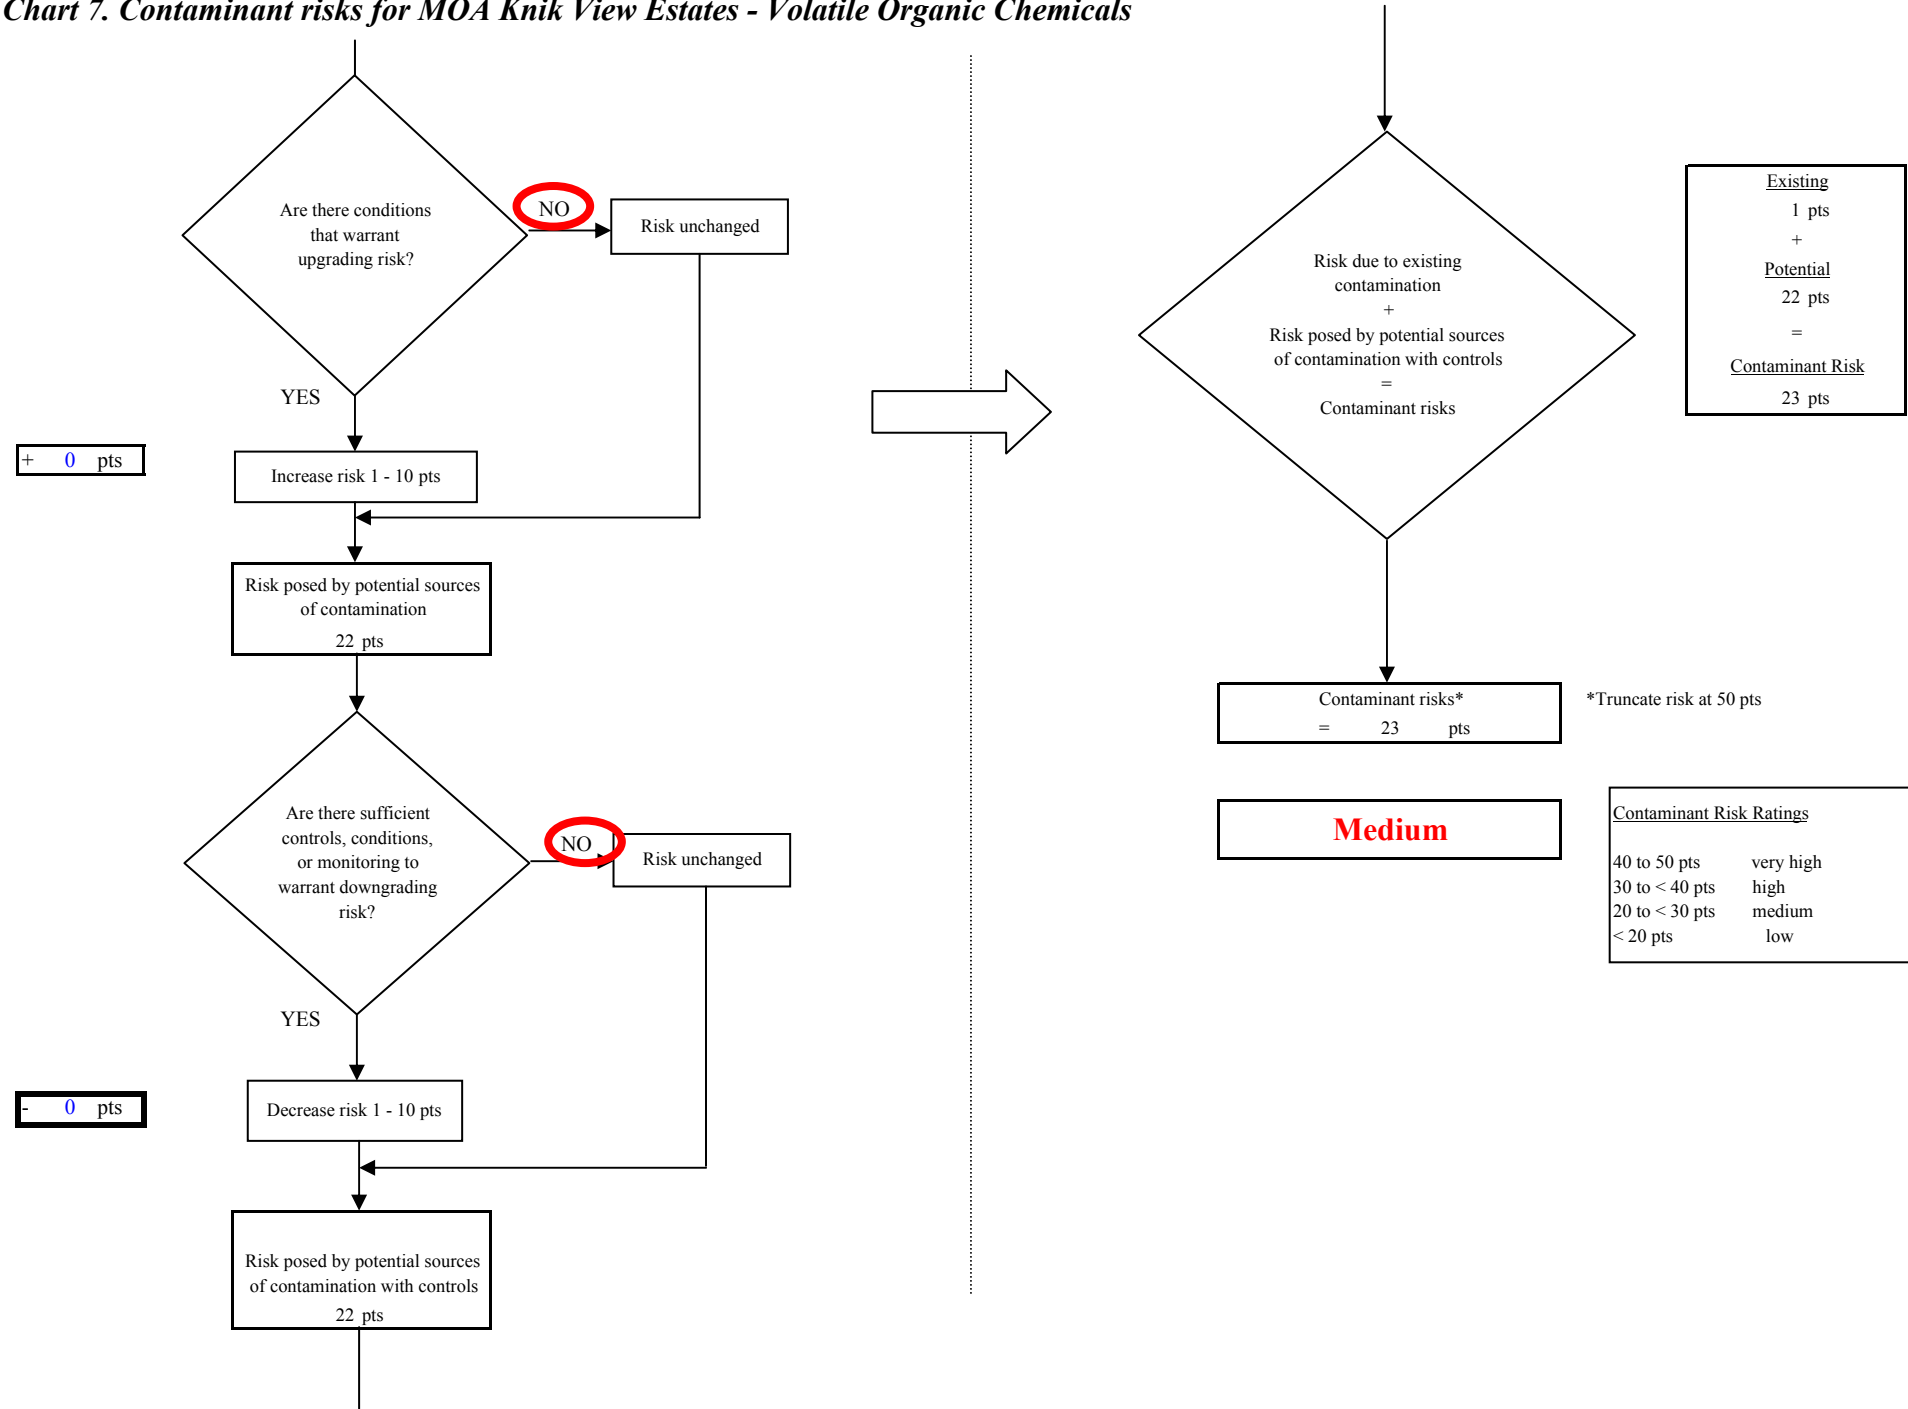 Chart 7. Contaminant risks for MOA Knik View Estates - Volatile Organic Chemicals
Are there conditions
that warrant
upgrading risk?
NO
Risk unchanged
YES
+ 0 pts
Increase risk 1 - 10 pts
Risk posed by potential sources
of contamination
22 pts
Are there sufficient
controls, conditions,
or monitoring to
warrant downgrading
risk?
NO
Risk unchanged
YES
- 0 pts
Decrease risk 1 - 10 pts
Risk posed by potential sources
of contamination with controls
22 pts
Risk due to existing
contamination
+
Risk posed by potential sources
of contamination with controls
=
Contaminant risks
Existing
1 pts
+
Potential
22 pts
=
Contaminant Risk
23 pts
Contaminant risks*
= 23 pts
*Truncate risk at 50 pts
Medium
Contaminant Risk Ratings
40 to 50 pts very high
30 to < 40 pts high
20 to < 30 pts medium
< 20 pts low